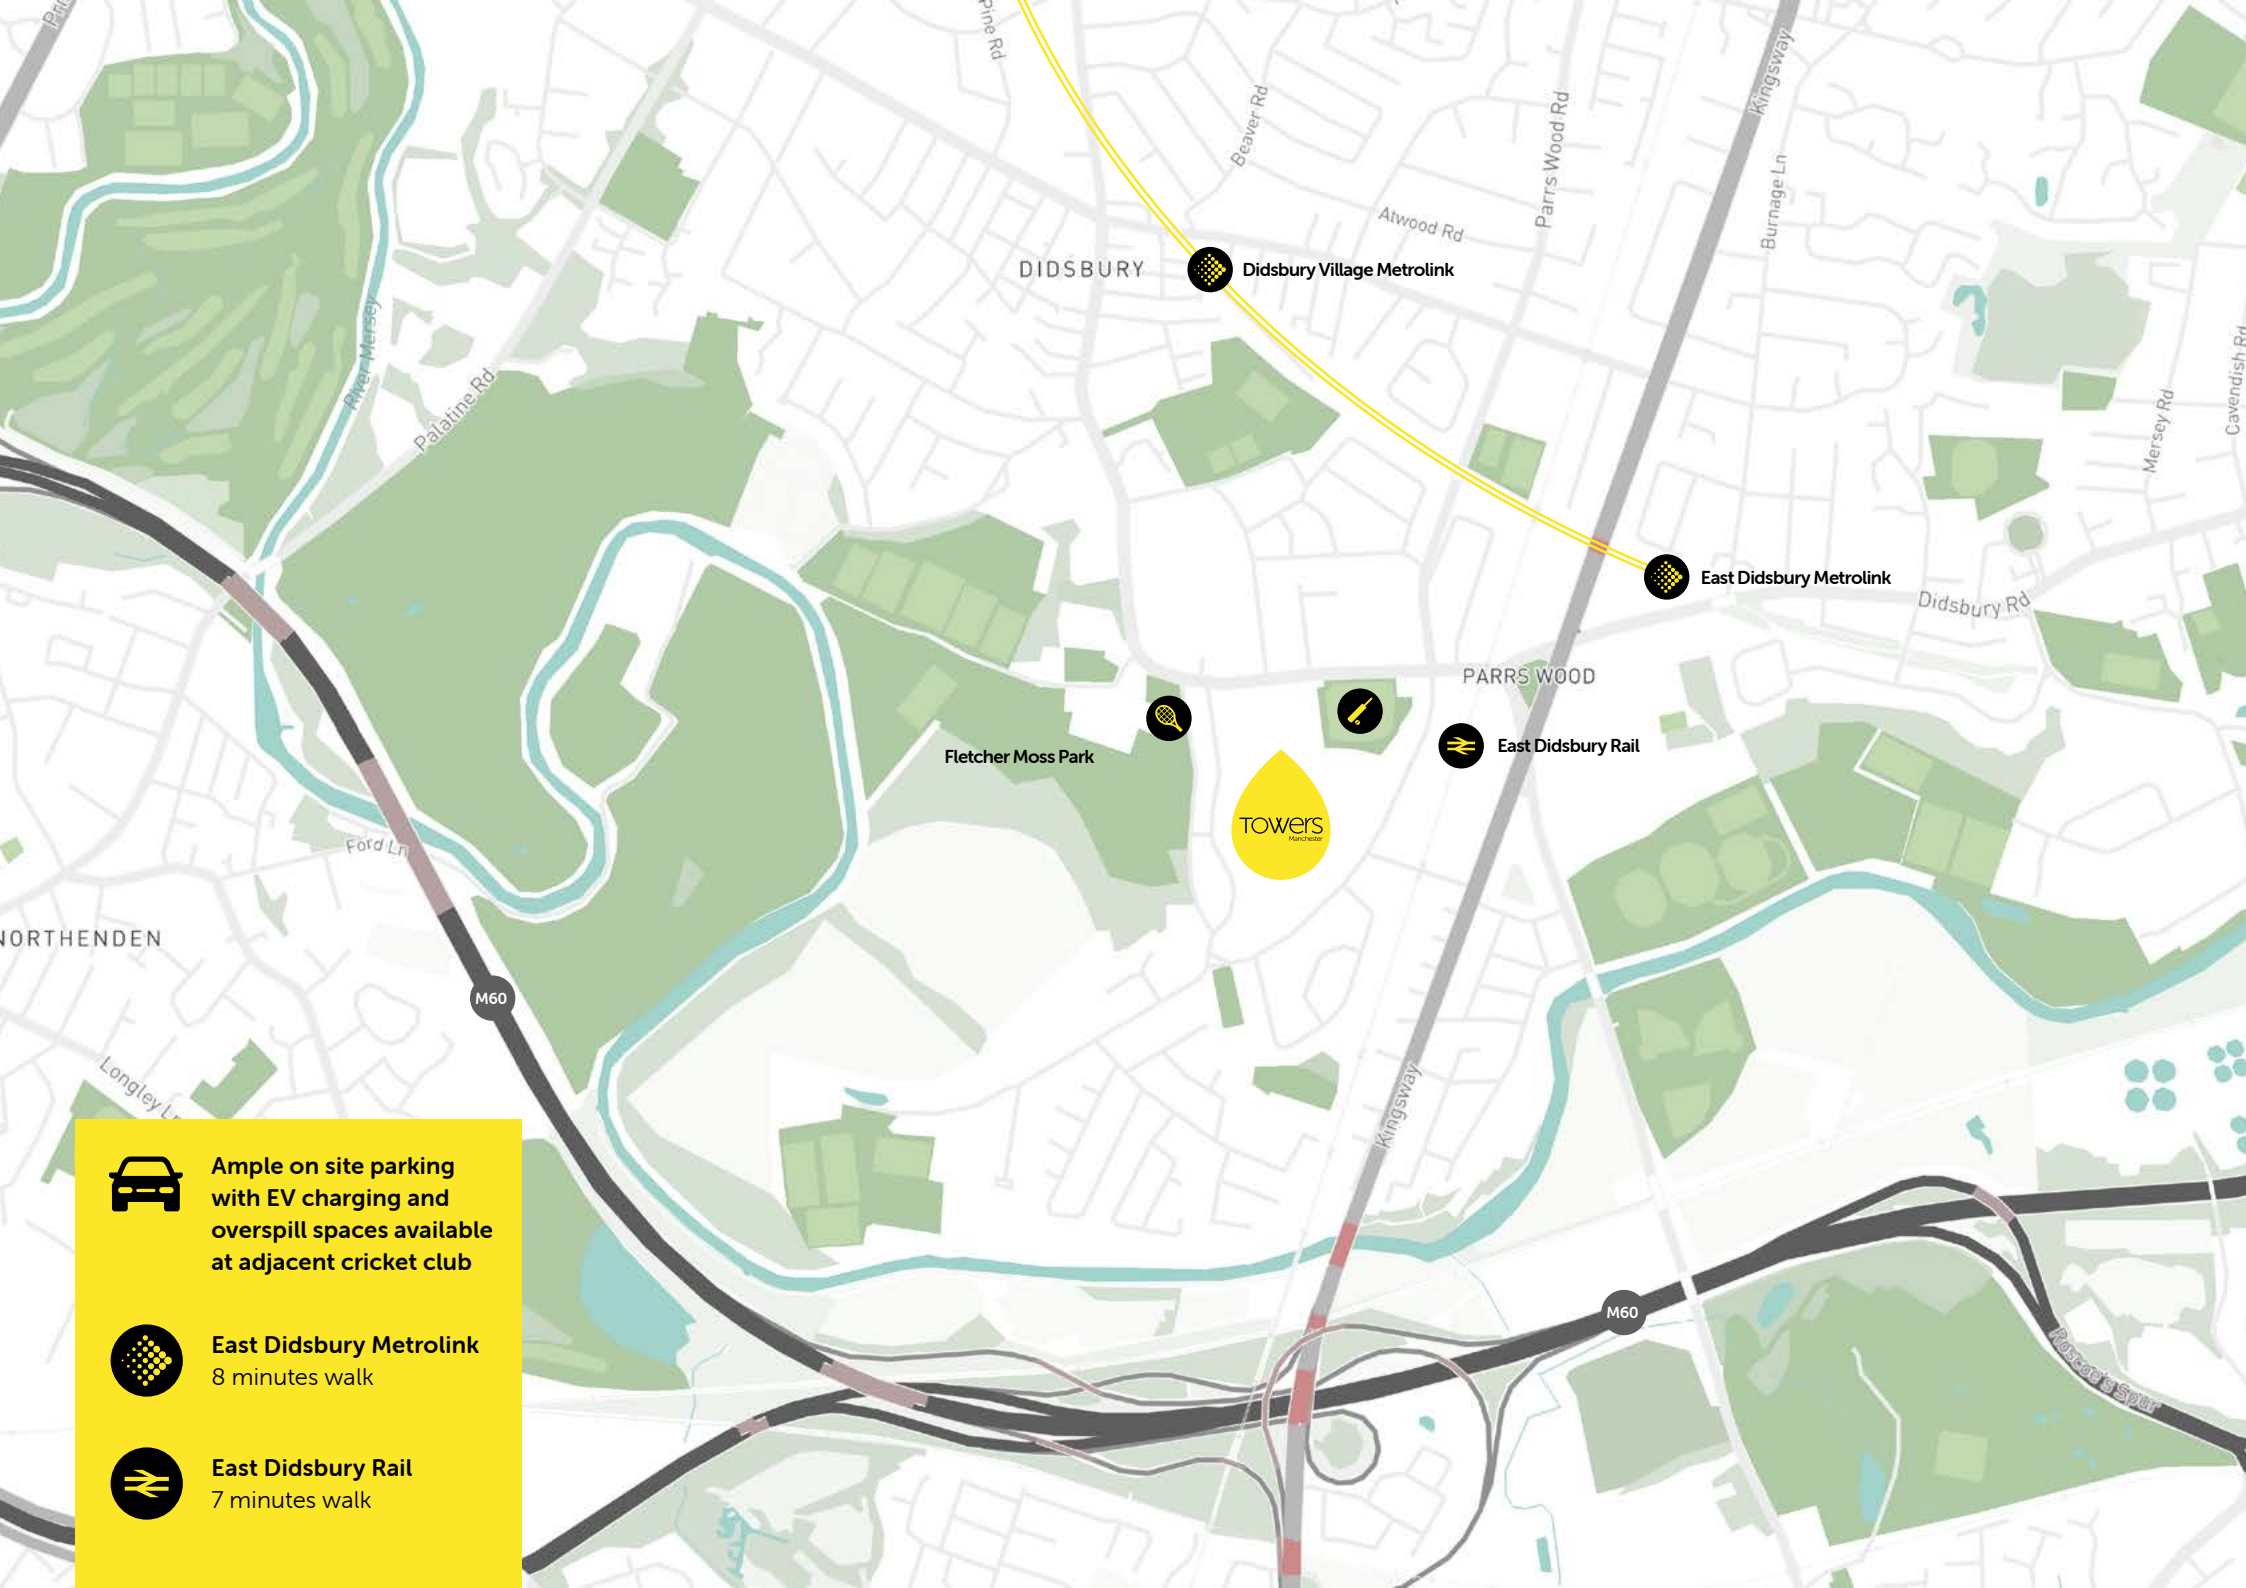 Pine Rd
Kingsway
Beaver Rd
Parrs Wood Rd
Burnage Ln
Atwood Rd
DIDSBURY
Didsbury Village Metrolink
River Mersey
Palatine Rd
Mersey Rd
Cavendish Rd
East Didsbury Metrolink
Didsbury Rd
PARRS WOOD
East Didsbury Rail
Fletcher Moss Park
TOWERS
Manchester
Ford Ln
NORTHENDEN
M60
Longley Ln
Kingsway
M60
Roscoe's Spur
Ample on site parking
with EV charging and
overspill spaces available
at adjacent cricket club
East Didsbury Metrolink
8 minutes walk
East Didsbury Rail
7 minutes walk